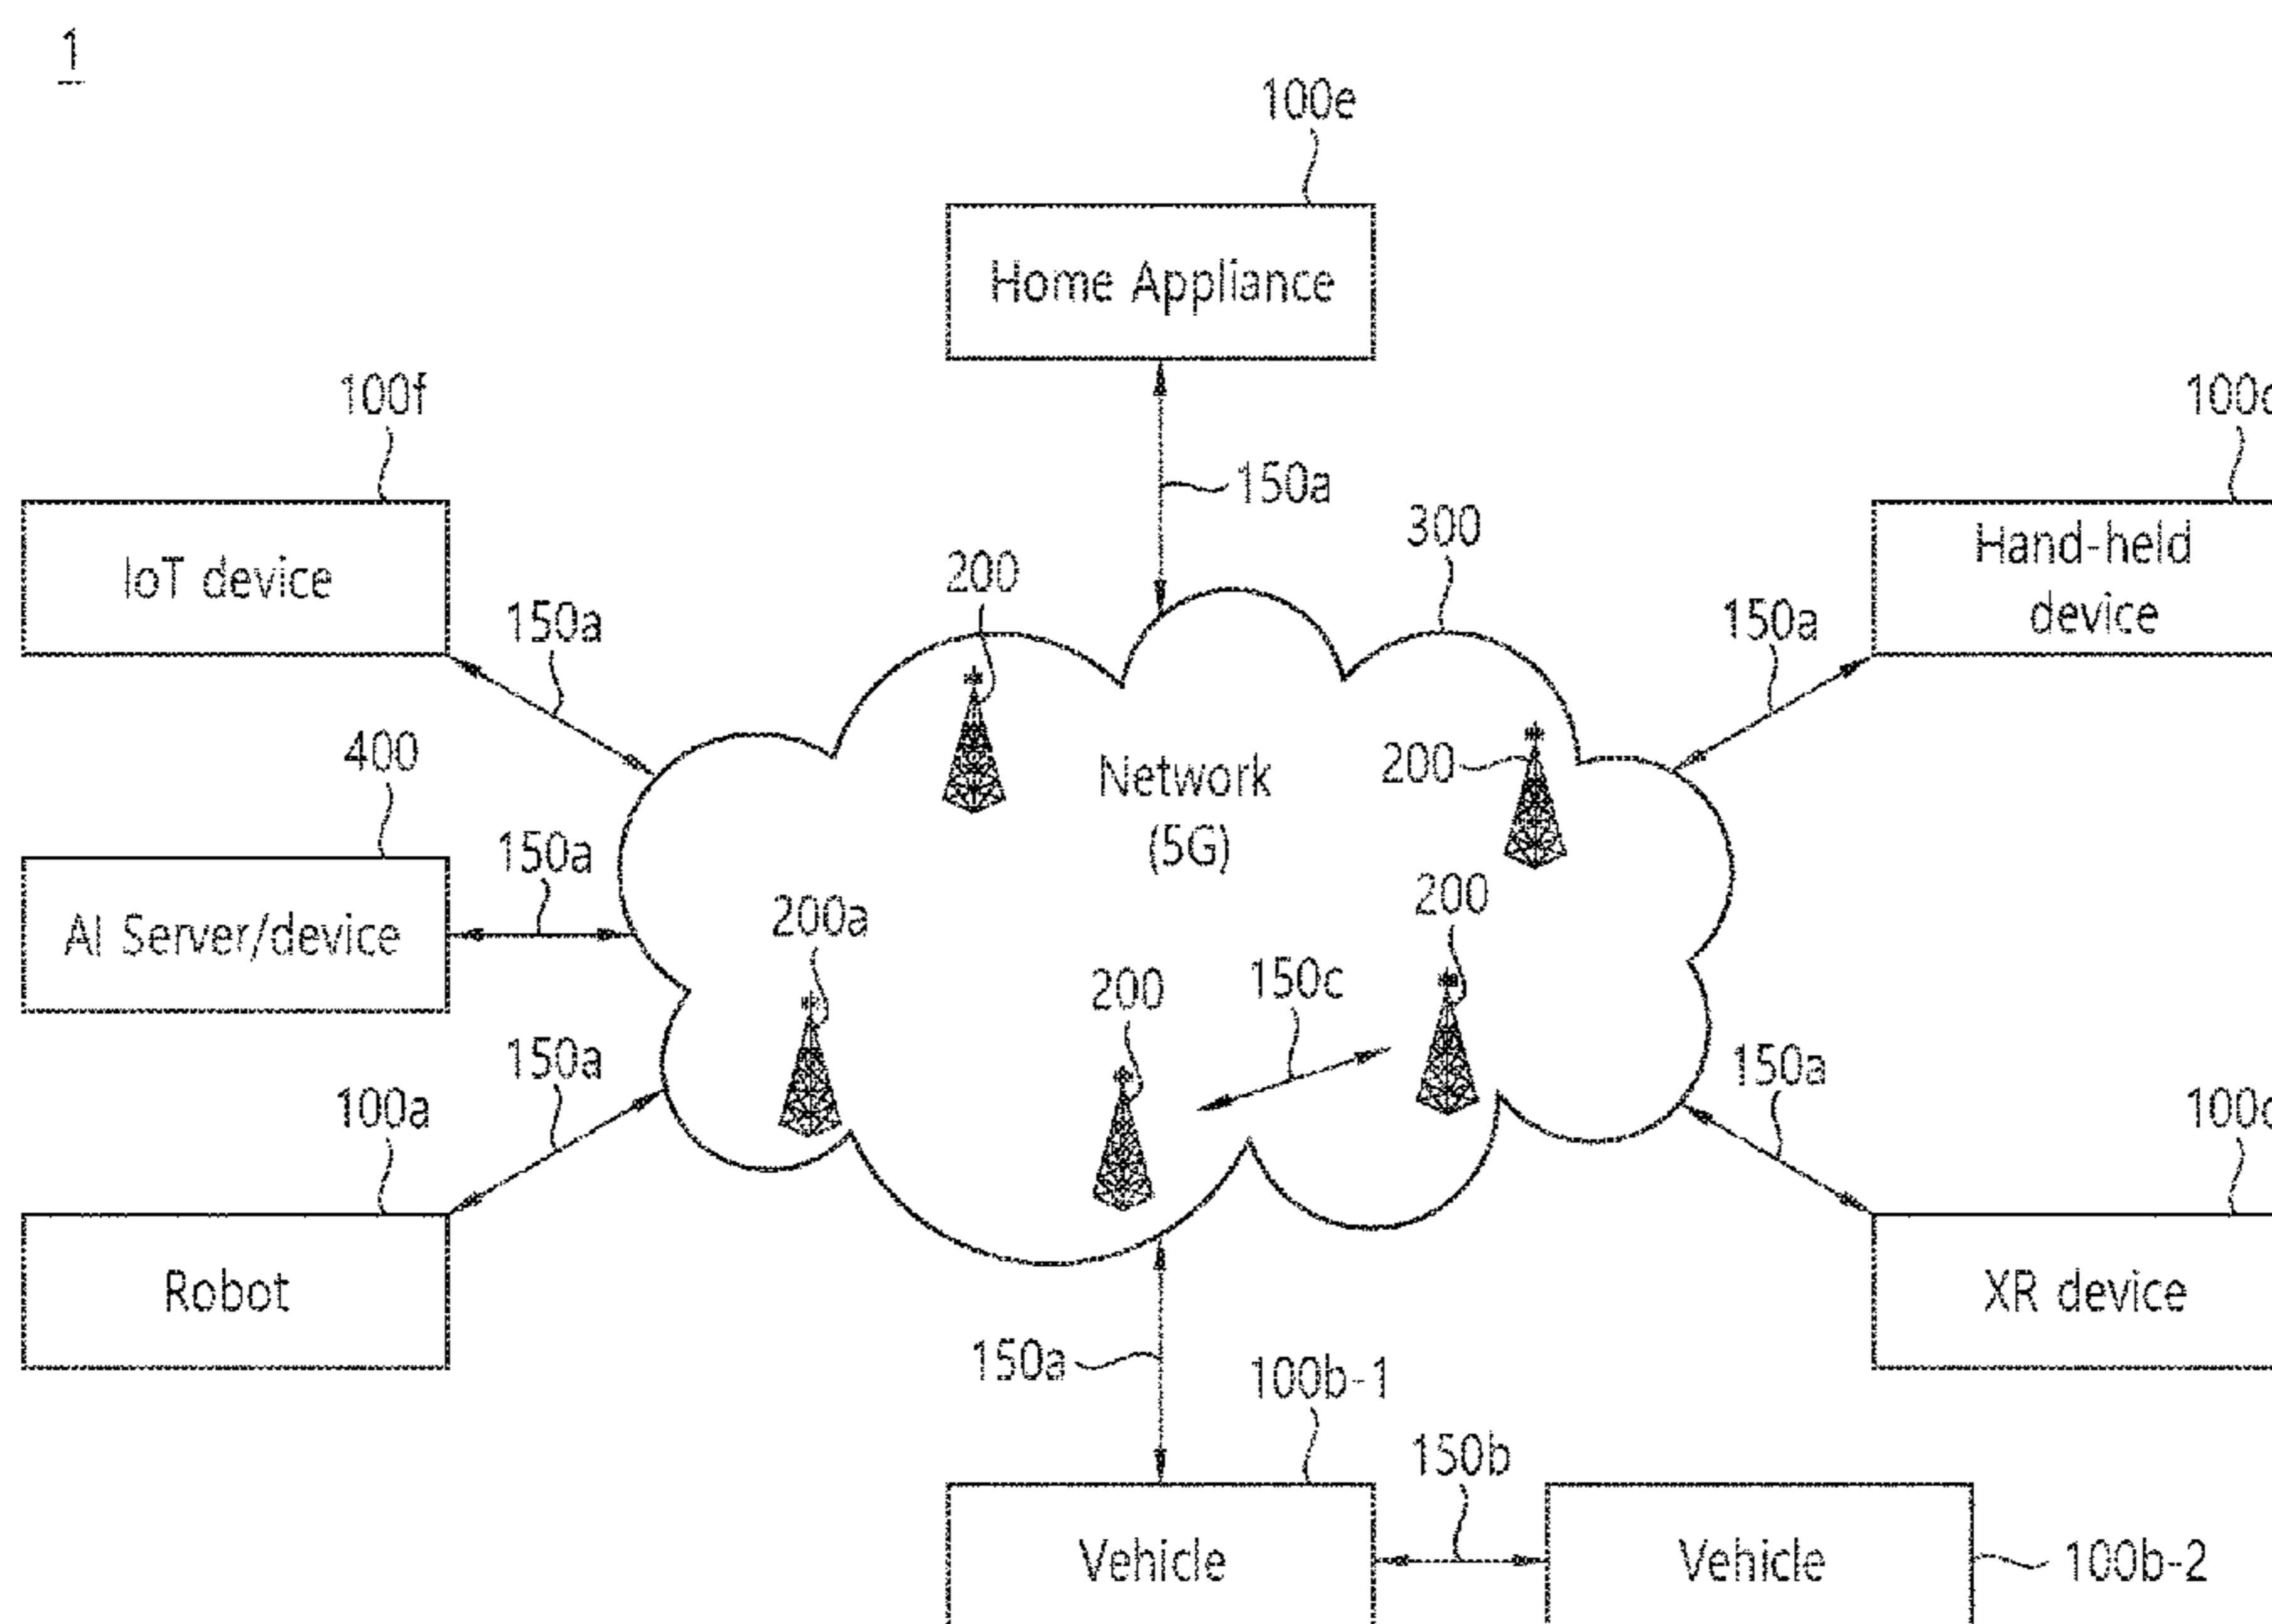 1
100e
Home Appliance
100f
150a
300
IoT device
150a
200
Hand-held
device
150a
400
Network
(5G)
200
150a
AI Server/device
200a
200
200
150c
150a
100a
150a
Robot
XR device
150a
100b-1
150b
Vehicle
Vehicle
100b-2